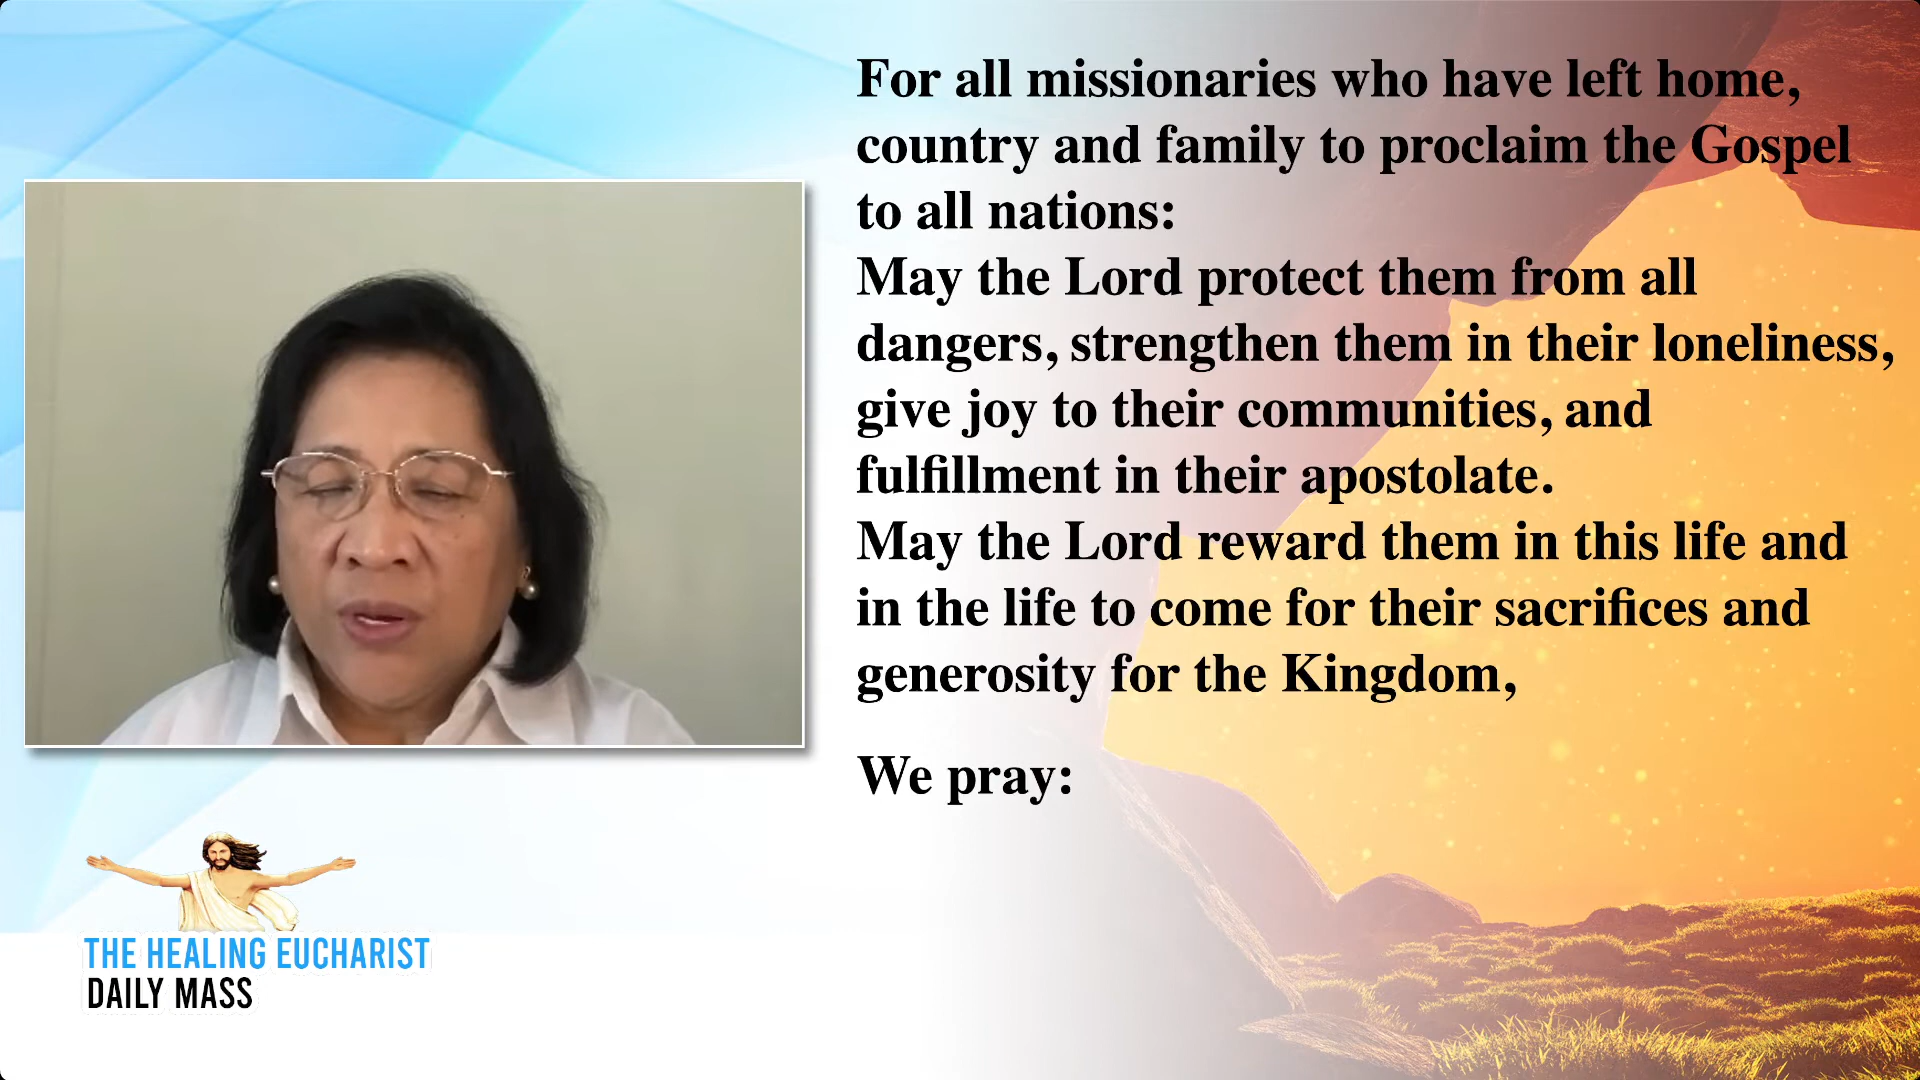 For all missionaries who have left home,
country and family to proclaim the Gospel
to all nations:
May the Lord protect them from all
dangers, strengthen them in their loneliness,
give joy to their communities, and
fulfillment in their apostolate.
May the Lord reward them in this life and
in the life to come for their sacrifices and
generosity for the Kingdom,
We pray:
THE HEALING EUCHARIST
DAILY MASS